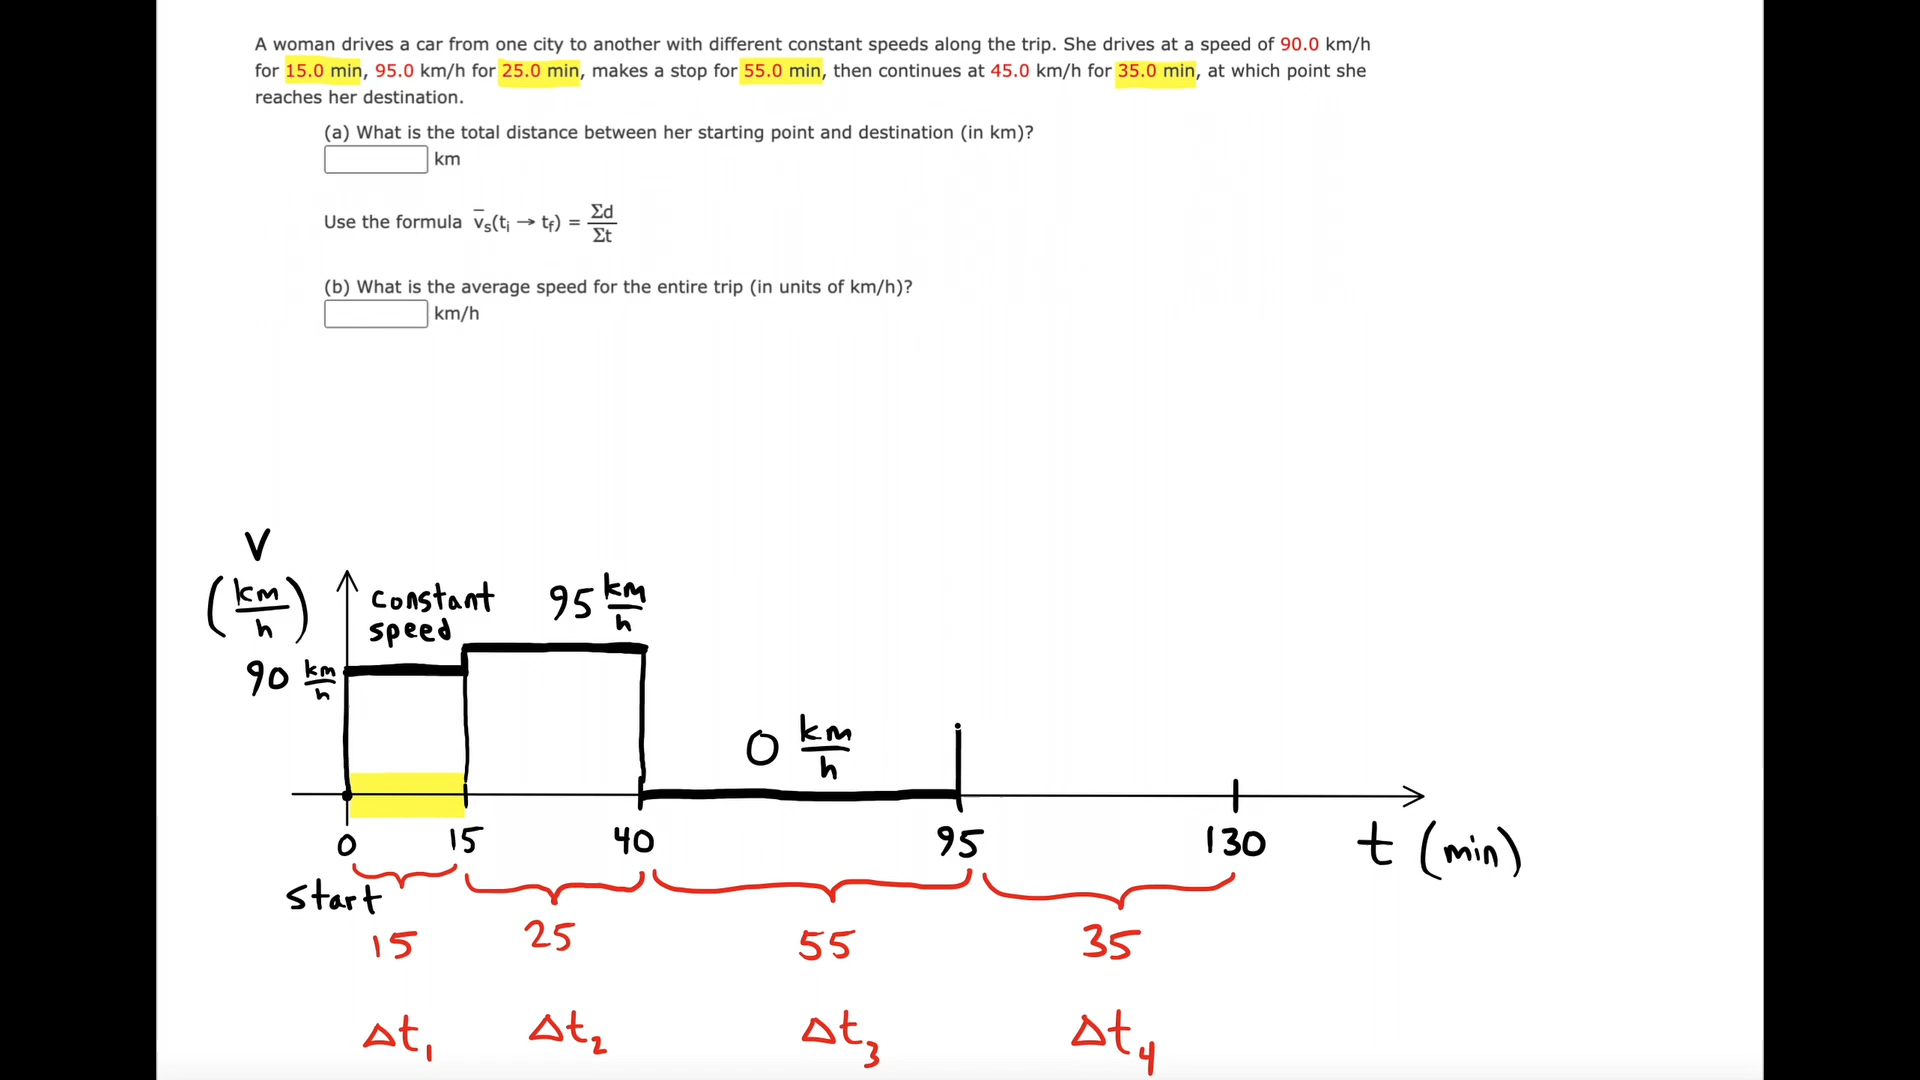 A woman drives a car from one city to another with different constant speeds along the trip. She drives at a speed of 90.0 km/h
for 15.0 min, 95.0 km/h for 25.0 min, makes a stop for 55.0 min, then continues at 45.0 km/h for 35.0 min, at which point she
reaches her destination.
(a) What is the total distance between her starting point and destination (in km)?
km
Use the formula v̅s(ti → tf) = Σd/Σt
(b) What is the average speed for the entire trip (in units of km/h)?
km/h
V
(km/h)
constant
speed
95 km/h
90 km/h
0 km/h
0 15 40 95 130 t (min)
start
15 25 55 35
Δt₁ Δt₂ Δt₃ Δt₄